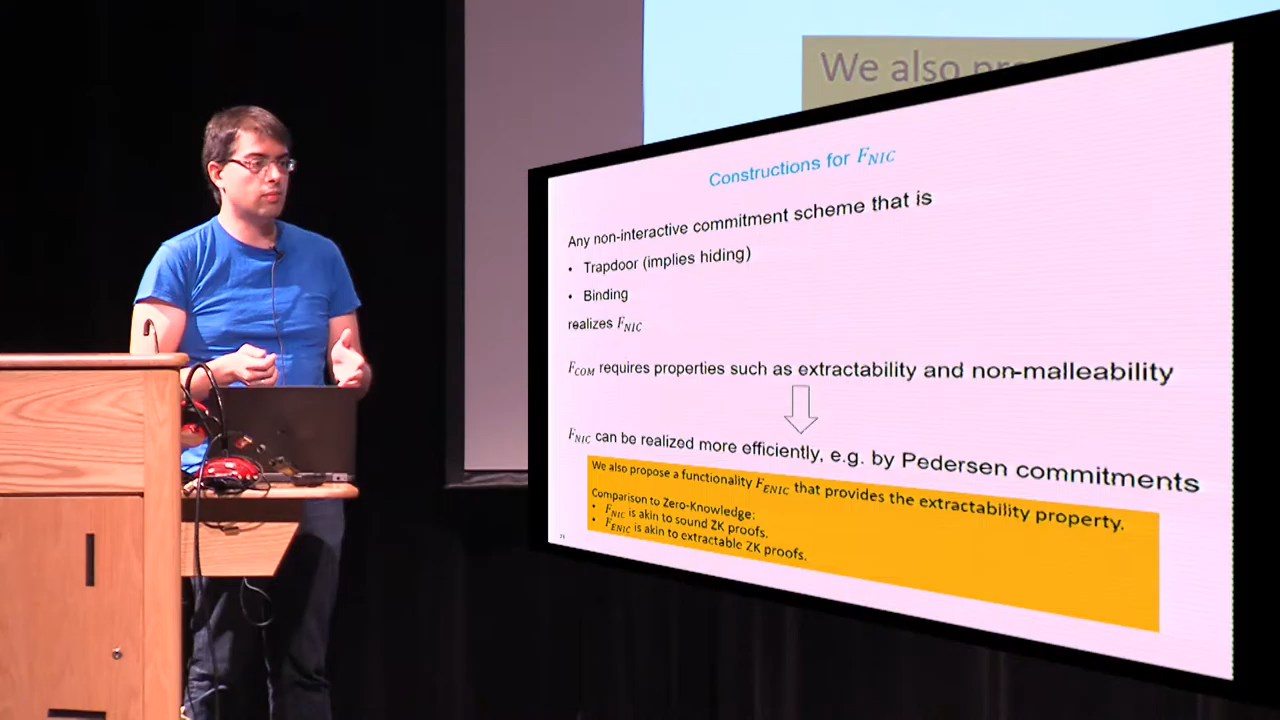 We also
Constructions for F_NIC
Any non-interactive commitment scheme that is
• Trapdoor (implies hiding)
• Binding
realizes F_NIC
F_COM requires properties such as extractability and non-malleability
F_NIC can be realized more efficiently, e.g. by Pedersen commitments
We also propose a functionality F_ENIC that provides the extractability property.
Comparison to Zero-Knowledge:
• F_NIC is akin to sound ZK proofs.
• F_ENIC is akin to extractable ZK proofs.